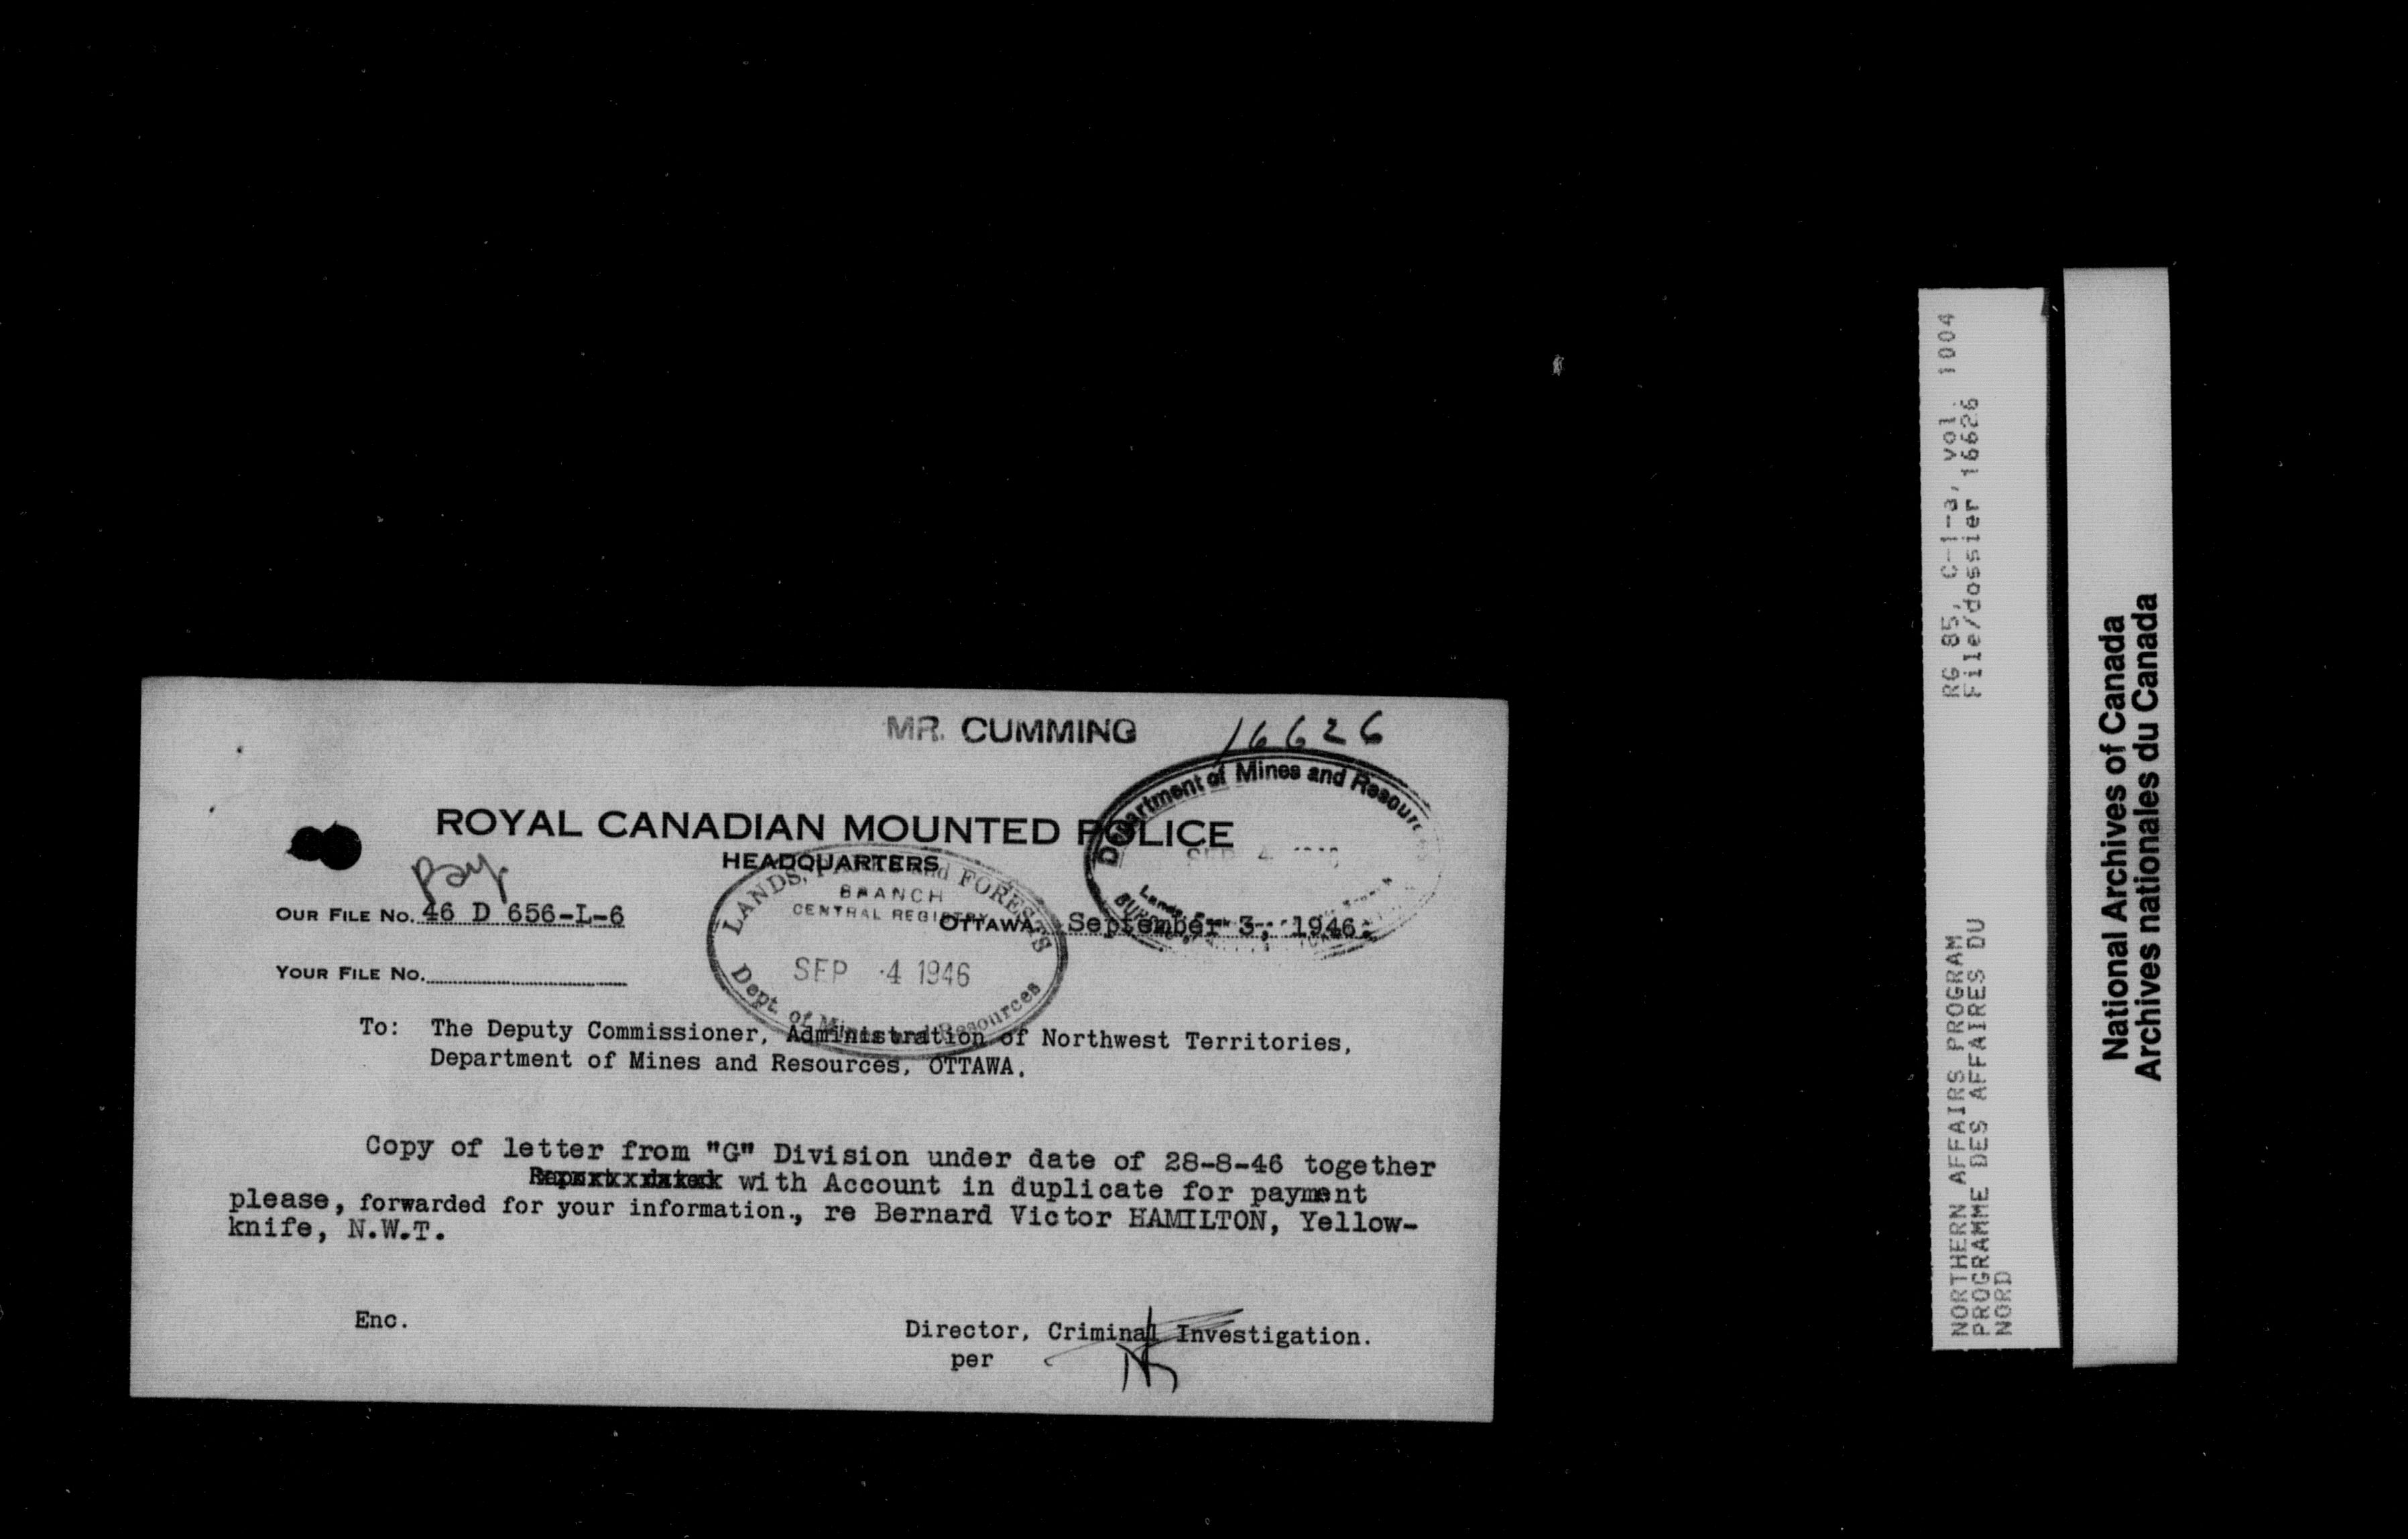 MR. CUMMING 16626
ROYAL CANADIAN MOUNTED POLICE
HEADQUARTERS
Department of Mines and Resour
SEP 4
Lands
LANDS, and FORESTS
BRANCH
CENTRAL REGISTRY
SEP 4 1946
Dept. of Mines and Resources
Pay.
OUR FILE NO. 46 D 656-L-6
OTTAWA, September 3, 1946.
YOUR FILE NO.
To: The Deputy Commissioner, Administration of Northwest Territories,
Department of Mines and Resources, OTTAWA.
Copy of letter from "G" Division under date of 28-8-46 together
with Account in duplicate for payment
please, forwarded for your information., re Bernard Victor HAMILTON, Yellow-
knife, N.W.T.
Enc.
Director, Criminal Investigation.
per
RG 85, C-1-a, vol. 1004
File/dossier 16626
NORTHERN AFFAIRS PROGRAM
PROGRAMME DES AFFAIRES DU
NORD
National Archives of Canada
Archives nationales du Canada